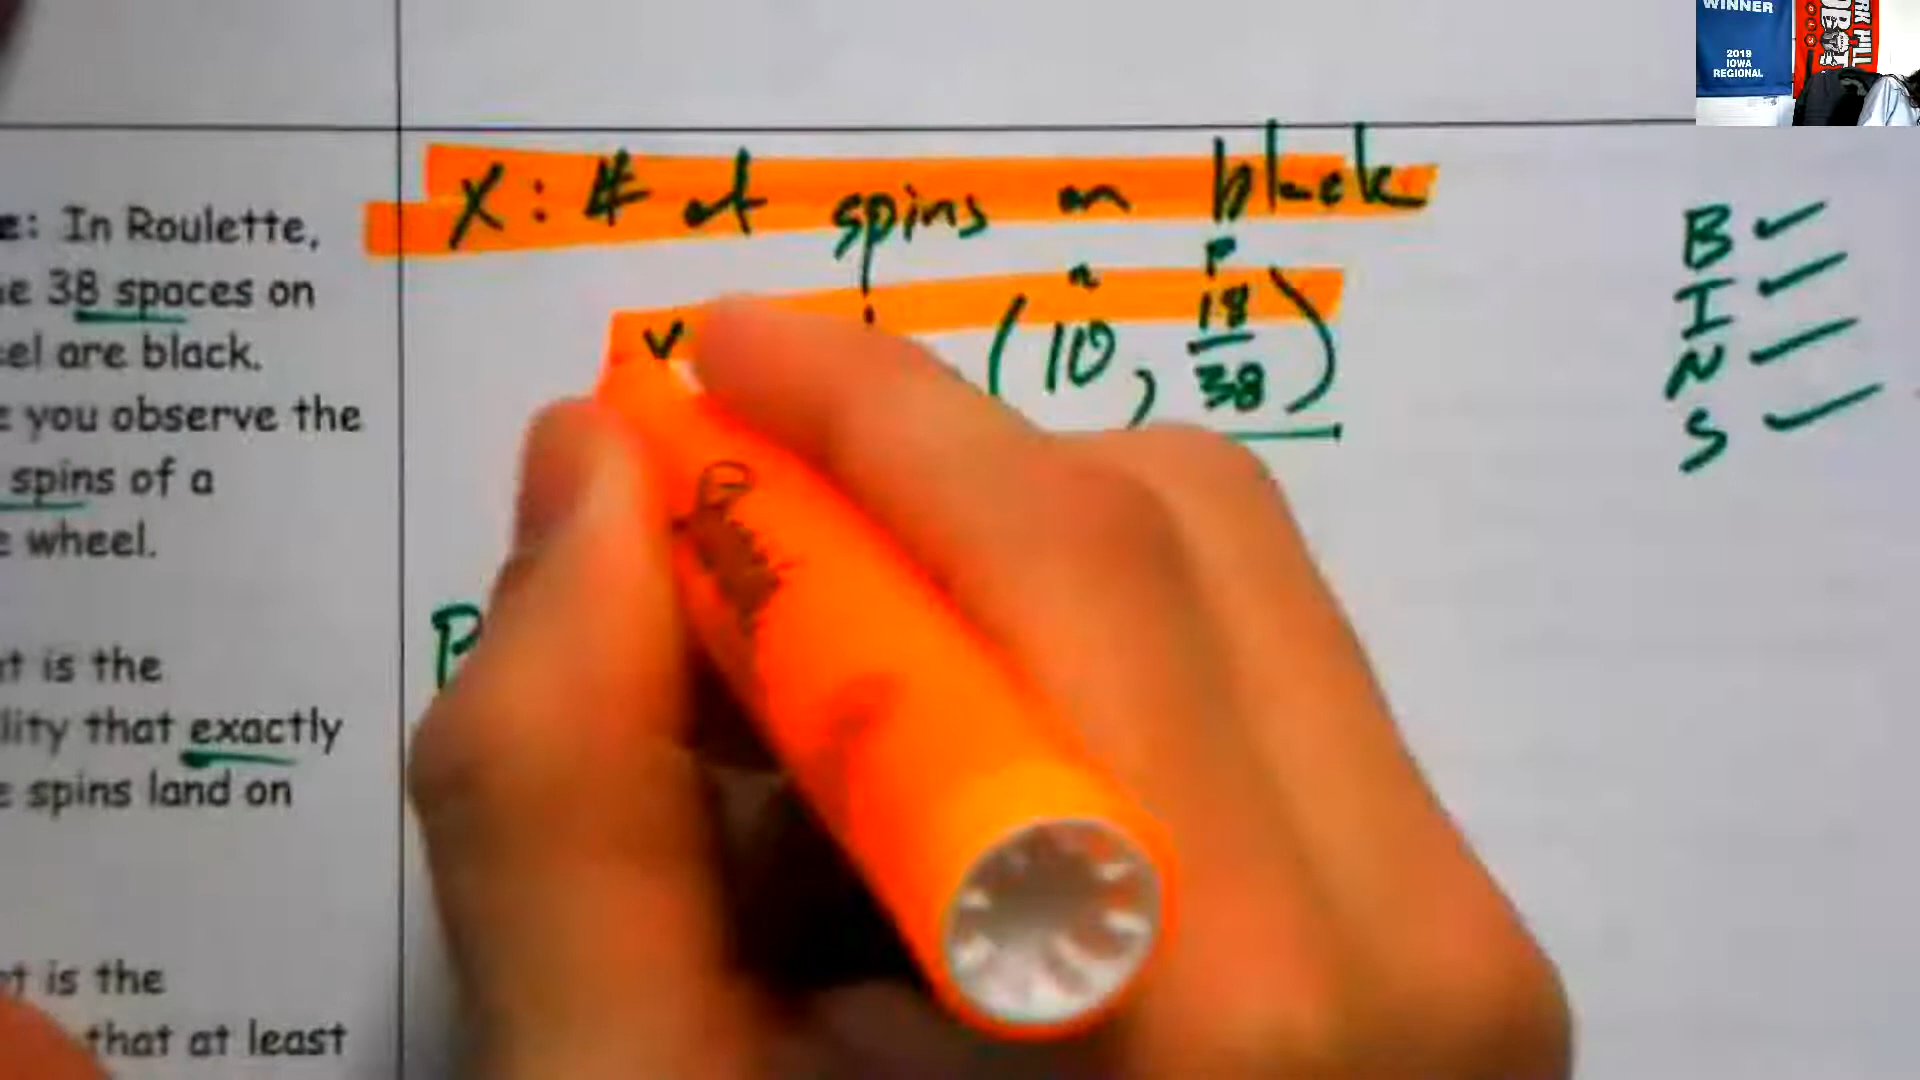 WINNER
2019
IOWA
REGIONAL
X: # of spins on black
n p
X (10, 18/38)
B ✓
I ✓
N ✓
S ✓
e: In Roulette,
e 38 spaces on
el are black.
you observe the
spins of a
wheel.
P
t is the
lity that exactly
spins land on
t is the
that at least